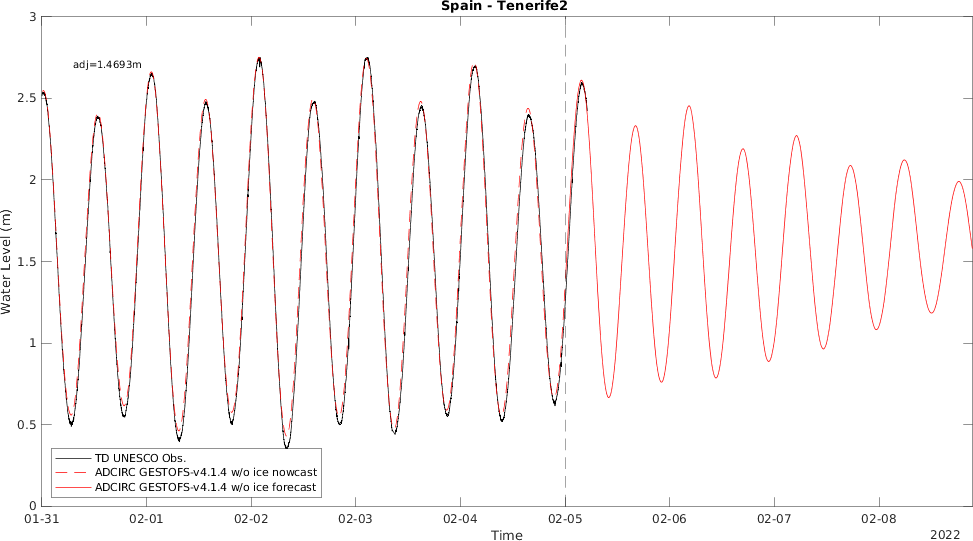 Spain - Tenerife2
adj=1.4693m
3
2.5
2
1.5
1
0.5
0
Water Level (m)
TD UNESCO Obs.
ADCIRC GESTOFS-v4.1.4 w/o ice nowcast
ADCIRC GESTOFS-v4.1.4 w/o ice forecast
01-31 02-01 02-02 02-03 02-04 02-05 02-06 02-07 02-08
Time
2022